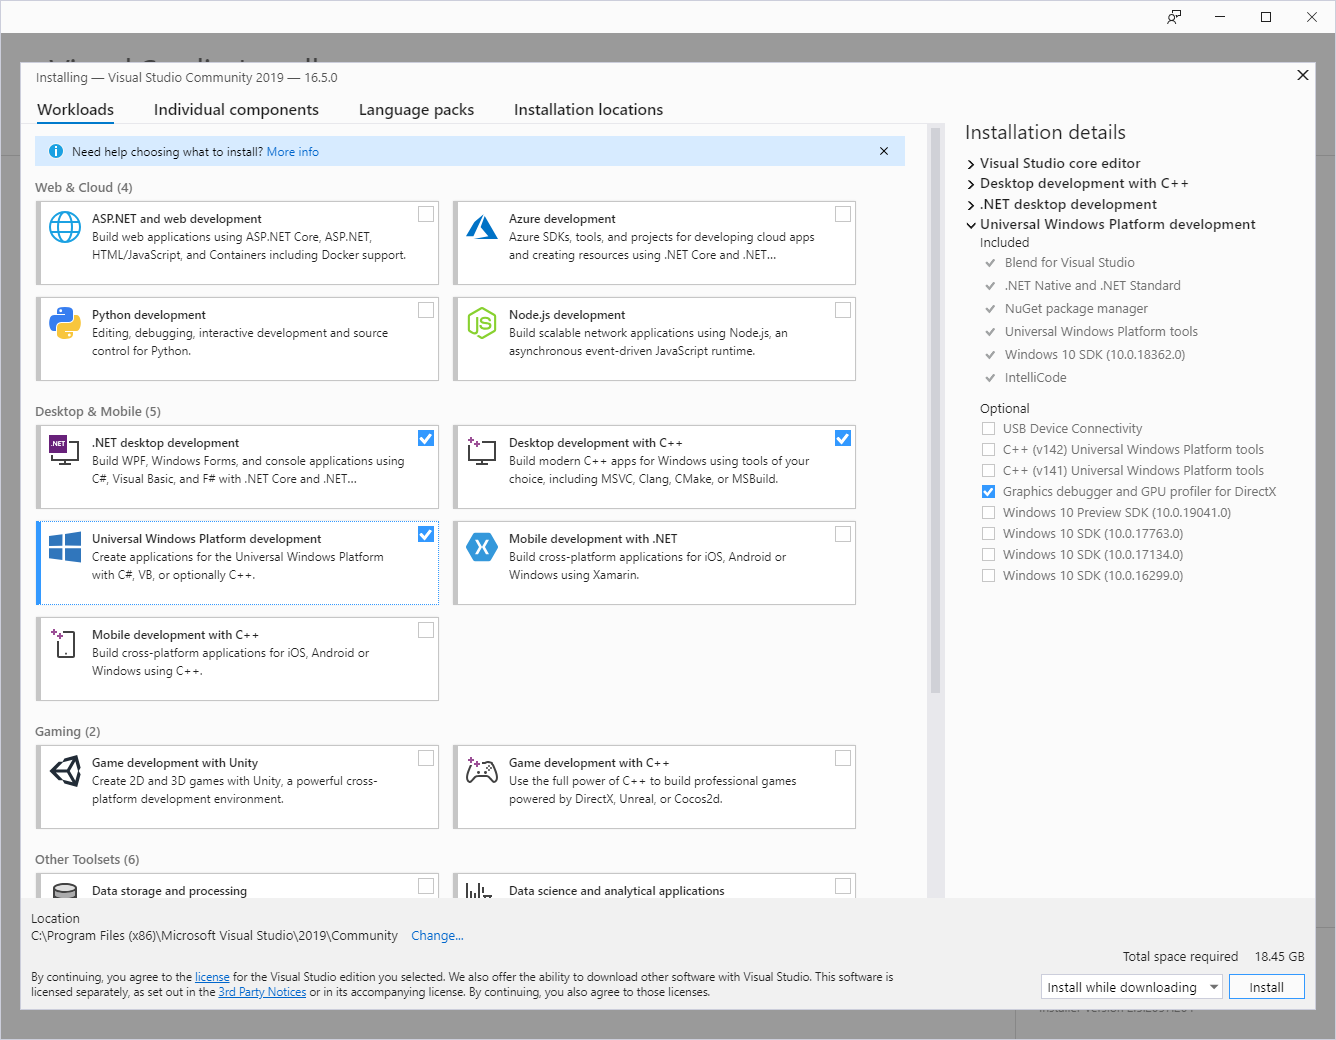 Installing — Visual Studio Community 2019 — 16.5.0
Workloads
Individual components
Language packs
Installation locations
Need help choosing what to install? More info
Web & Cloud (4)
ASP.NET and web development
Build web applications using ASP.NET Core, ASP.NET,
HTML/JavaScript, and Containers including Docker support.
Azure development
Azure SDKs, tools, and projects for developing cloud apps
and creating resources using .NET Core and .NET...
Python development
Editing, debugging, interactive development and source
control for Python.
Node.js development
Build scalable network applications using Node.js, an
asynchronous event-driven JavaScript runtime.
Desktop & Mobile (5)
.NET
.NET desktop development
Build WPF, Windows Forms, and console applications using
C#, Visual Basic, and F# with .NET Core and .NET...
Desktop development with C++
Build modern C++ apps for Windows using tools of your
choice, including MSVC, Clang, CMake, or MSBuild.
Universal Windows Platform development
Create applications for the Universal Windows Platform
with C#, VB, or optionally C++.
Mobile development with .NET
Build cross-platform applications for iOS, Android or
Windows using Xamarin.
Mobile development with C++
Build cross-platform applications for iOS, Android or
Windows using C++.
Gaming (2)
Game development with Unity
Create 2D and 3D games with Unity, a powerful cross-
platform development environment.
Game development with C++
Use the full power of C++ to build professional games
powered by DirectX, Unreal, or Cocos2d.
Other Toolsets (6)
Data storage and processing
Data science and analytical applications
Installation details
Visual Studio core editor
Desktop development with C++
.NET desktop development
Universal Windows Platform development
Included
Blend for Visual Studio
.NET Native and .NET Standard
NuGet package manager
Universal Windows Platform tools
Windows 10 SDK (10.0.18362.0)
IntelliCode
Optional
USB Device Connectivity
C++ (v142) Universal Windows Platform tools
C++ (v141) Universal Windows Platform tools
Graphics debugger and GPU profiler for DirectX
Windows 10 Preview SDK (10.0.19041.0)
Windows 10 SDK (10.0.17763.0)
Windows 10 SDK (10.0.17134.0)
Windows 10 SDK (10.0.16299.0)
Location
C:\Program Files (x86)\Microsoft Visual Studio\2019\Community Change...
By continuing, you agree to the license for the Visual Studio edition you selected. We also offer the ability to download other software with Visual Studio. This software is
licensed separately, as set out in the 3rd Party Notices or in its accompanying license. By continuing, you also agree to those licenses.
Total space required 18.45 GB
Install while downloading
Install